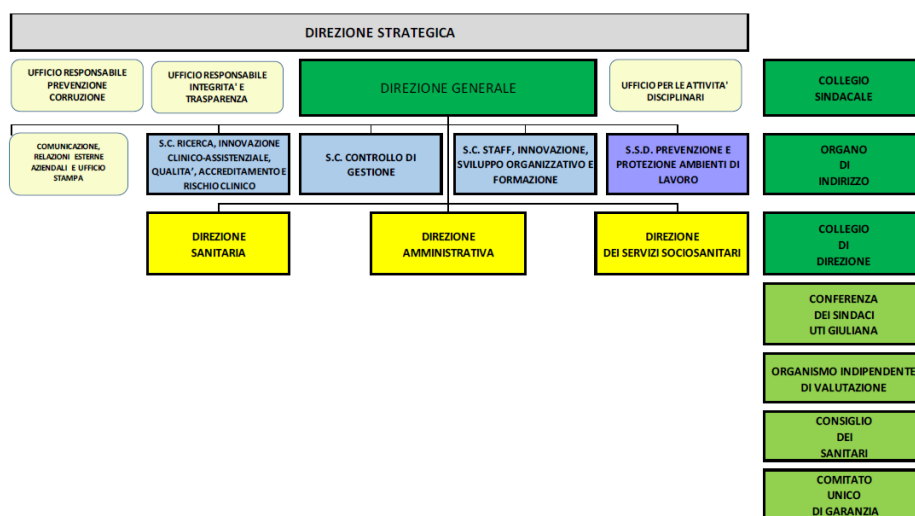 DIREZIONE STRATEGICA
UFFICIO RESPONSABILE
PREVENZIONE
CORRUZIONE
UFFICIO RESPONSABILE
INTEGRITA' E
TRASPARENZA
DIREZIONE GENERALE
UFFICIO PER LE ATTIVITA'
DISCIPLINARI
COLLEGIO
SINDACALE
COMUNICAZIONE,
RELAZIONI ESTERNE
AZIENDALI E UFFICIO
STAMPA
S.C. RICERCA, INNOVAZIONE
CLINICO-ASSISTENZIALE,
QUALITA', ACCREDITAMENTO E
RISCHIO CLINICO
S.C. CONTROLLO DI
GESTIONE
S.C. STAFF, INNOVAZIONE,
SVILUPPO ORGANIZZATIVO E
FORMAZIONE
S.S.D. PREVENZIONE E
PROTEZIONE AMBIENTI DI
LAVORO
ORGANO
DI
INDIRIZZO
DIREZIONE
SANITARIA
DIREZIONE
AMMINISTRATIVA
DIREZIONE
DEI SERVIZI SOCIOSANITARI
COLLEGIO
DI
DIREZIONE
CONFERENZA
DEI SINDACI
UTI GIULIANA
ORGANISMO INDIPENDENTE
DI VALUTAZIONE
CONSIGLIO
DEI
SANITARI
COMITATO
UNICO
DI GARANZIA